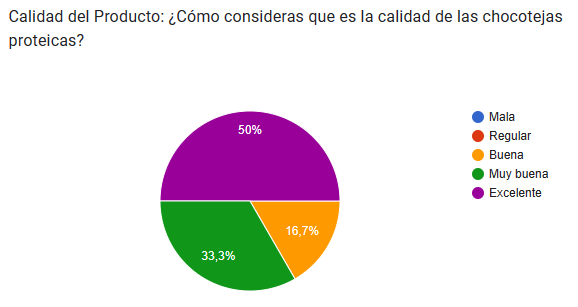 Calidad del Producto: ¿Cómo consideras que es la calidad de las chocotejas
proteicas?
50%
16,7%
33,3%
Mala
Regular
Buena
Muy buena
Excelente